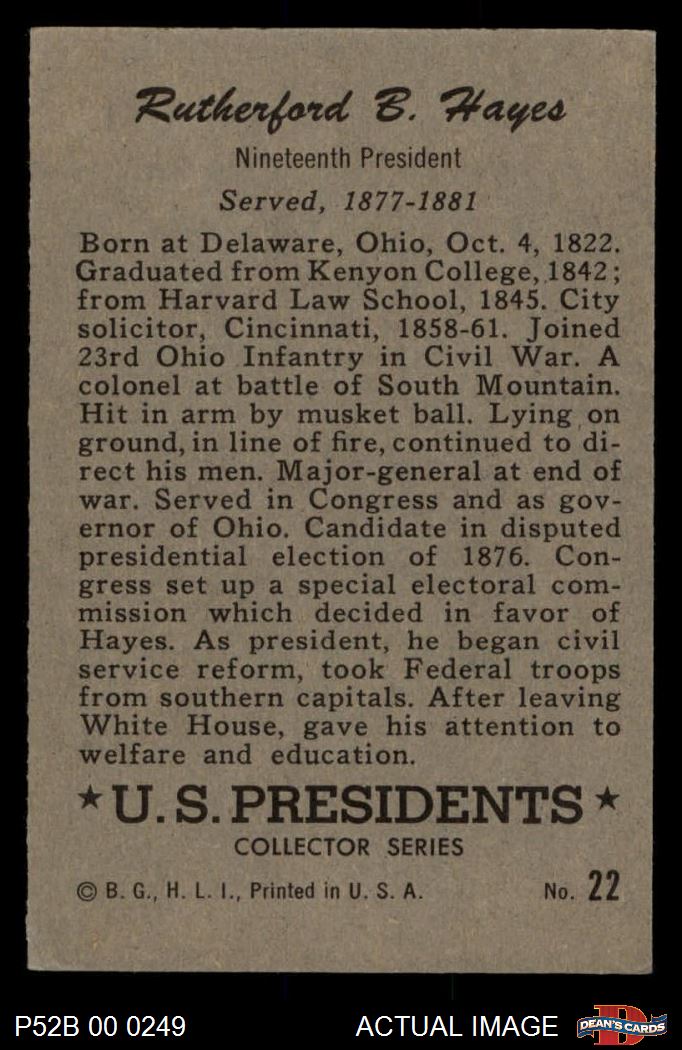 Rutherford B. Hayes
Nineteenth President
Served, 1877-1881
Born at Delaware, Ohio, Oct. 4, 1822.
Graduated from Kenyon College, 1842;
from Harvard Law School, 1845. City
solicitor, Cincinnati, 1858-61. Joined
23rd Ohio Infantry in Civil War. A
colonel at battle of South Mountain.
Hit in arm by musket ball. Lying on
ground, in line of fire, continued to di-
rect his men. Major-general at end of
war. Served in Congress and as gov-
ernor of Ohio. Candidate in disputed
presidential election of 1876. Con-
gress set up a special electoral com-
mission which decided in favor of
Hayes. As president, he began civil
service reform, took Federal troops
from southern capitals. After leaving
White House, gave his attention to
welfare and education.
★ U. S. PRESIDENTS ★
COLLECTOR SERIES
© B. G., H. L. I., Printed in U. S. A. No. 22
P52B 00 0249 ACTUAL IMAGE D DEAN'S CARDS